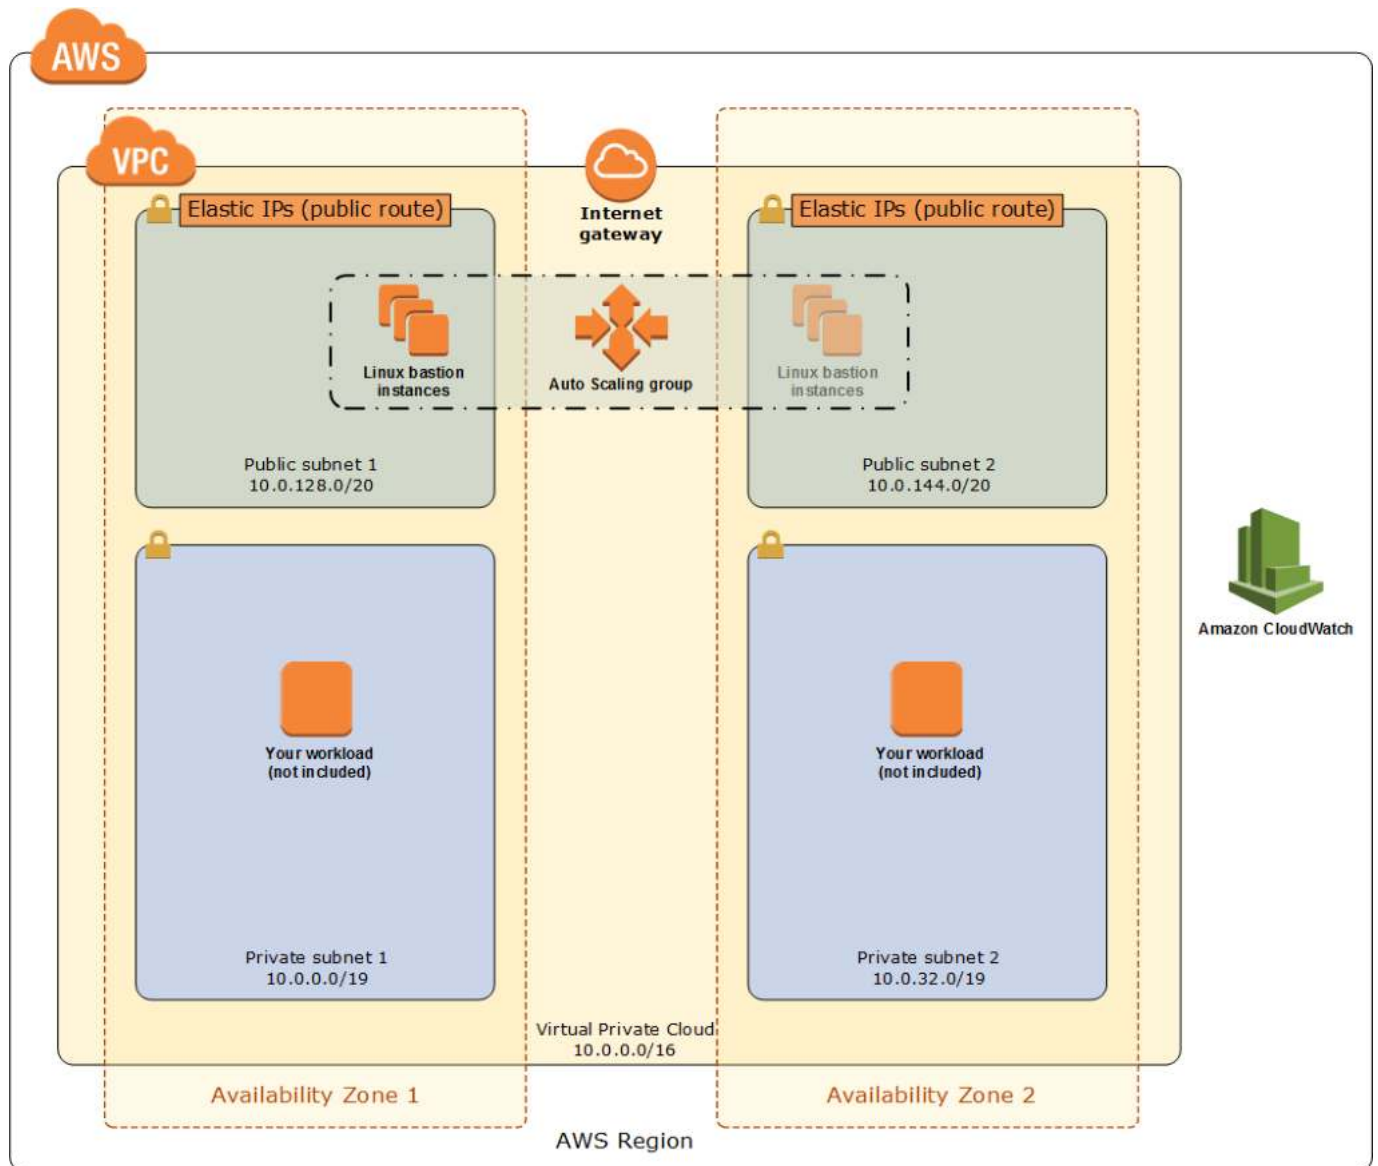 AWS
VPC
Elastic IPs (public route)
Internet
gateway
Elastic IPs (public route)
Linux bastion
instances
Auto Scaling group
Linux bastion
instances
Public subnet 1
10.0.128.0/20
Public subnet 2
10.0.144.0/20
Amazon CloudWatch
Your workload
(not included)
Your workload
(not included)
Private subnet 1
10.0.0.0/19
Private subnet 2
10.0.32.0/19
Virtual Private Cloud
10.0.0.0/16
Availability Zone 1
Availability Zone 2
AWS Region